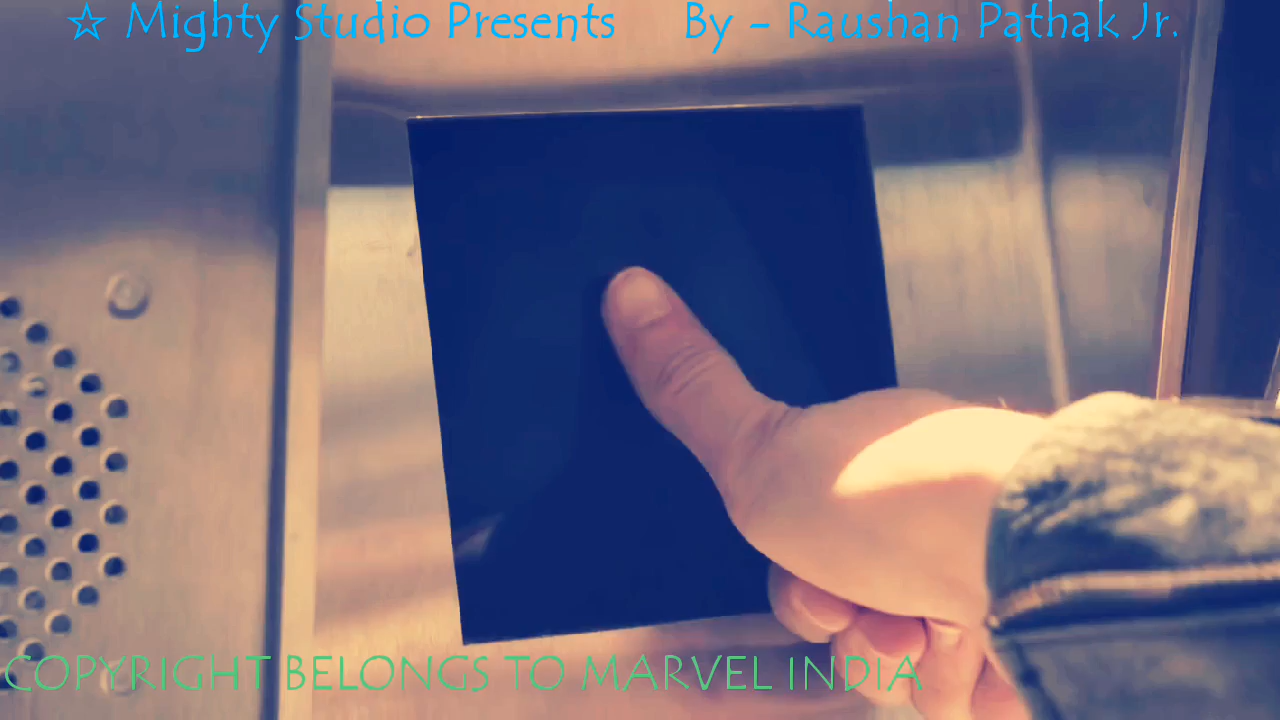 ☆ Mighty Studio Presents By - Raushan Pathak Jr.
COPYRIGHT BELONGS TO MARVEL INDIA